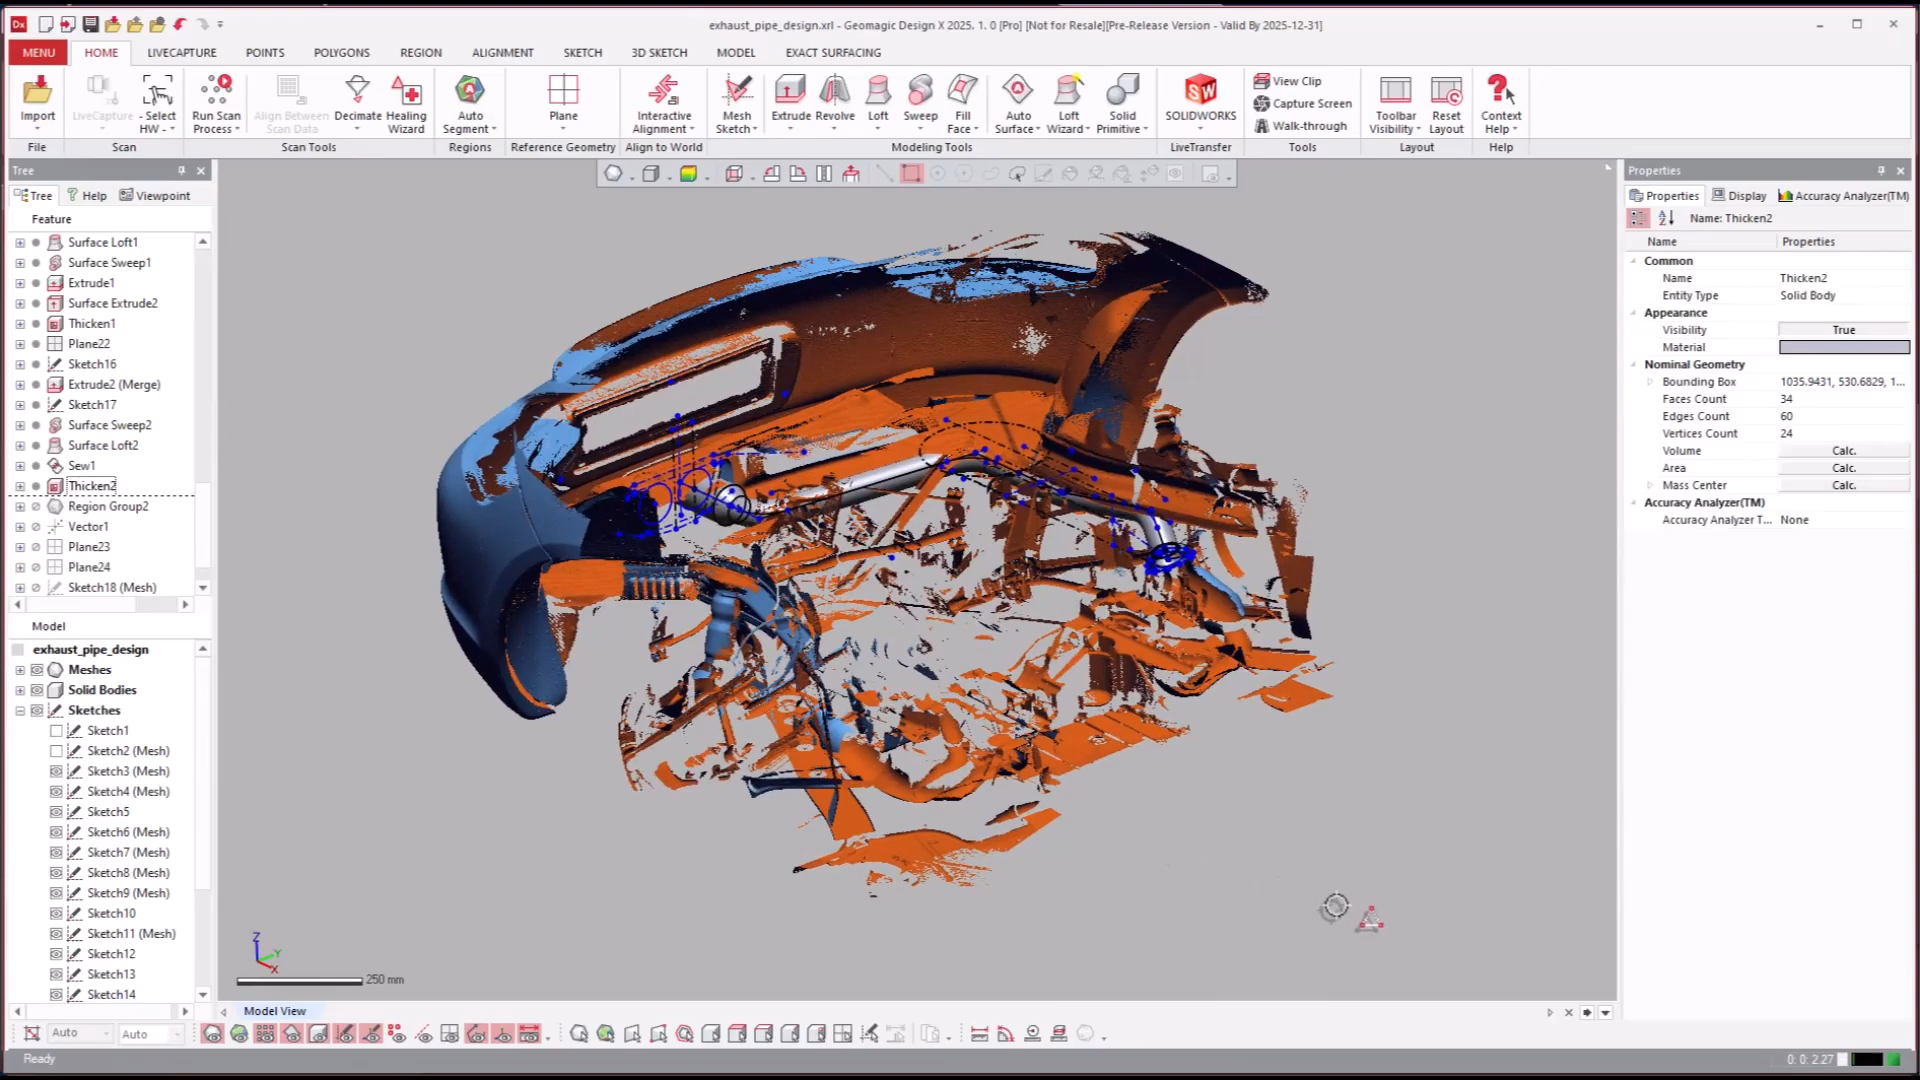 Dx
exhaust_pipe_design.xrl - Geomagic Design X 2025. 1. 0 [Pro] [Not for Resale][Pre-Release Version - Valid By 2025-12-31]
MENU HOME LIVECAPTURE POINTS POLYGONS REGION ALIGNMENT SKETCH 3D SKETCH MODEL EXACT SURFACING
Import
LiveCapture
Select HW
Run Scan Process
Align Between Scan Data
Decimate
Healing Wizard
Auto Segment
Plane
Interactive Alignment
Mesh Sketch
Extrude
Revolve
Loft
Sweep
Fill Face
Auto Surface
Loft Wizard
Solid Primitive
SW
SOLIDWORKS
View Clip
Capture Screen
Walk-through
Toolbar Visibility
Reset Layout
Context Help
File Scan Scan Tools Regions Reference Geometry Align to World Modeling Tools LiveTransfer Tools Layout Help
Tree
Tree Help Viewpoint
Feature
Surface Loft1
Surface Sweep1
Extrude1
Surface Extrude2
Thicken1
Plane22
Sketch16
Extrude2 (Merge)
Sketch17
Surface Sweep2
Surface Loft2
Sew1
Thicken2
Region Group2
Vector1
Plane23
Plane24
Sketch18 (Mesh)
Model
exhaust_pipe_design
Meshes
Solid Bodies
Sketches
Sketch1
Sketch2 (Mesh)
Sketch3 (Mesh)
Sketch4 (Mesh)
Sketch5
Sketch6 (Mesh)
Sketch7 (Mesh)
Sketch8 (Mesh)
Sketch9 (Mesh)
Sketch10
Sketch11 (Mesh)
Sketch12
Sketch13
Sketch14
Z
Y
X
250 mm
Model View
Properties
Properties Display Accuracy Analyzer(TM)
Name: Thicken2
Name Properties
Common
Name Thicken2
Entity Type Solid Body
Appearance
Visibility True
Material
Nominal Geometry
Bounding Box 1035.9431, 530.6829, 1...
Faces Count 34
Edges Count 60
Vertices Count 24
Volume Calc.
Area Calc.
Mass Center Calc.
Accuracy Analyzer(TM)
Accuracy Analyzer T... None
Auto Auto
Ready
0: 0: 2.27